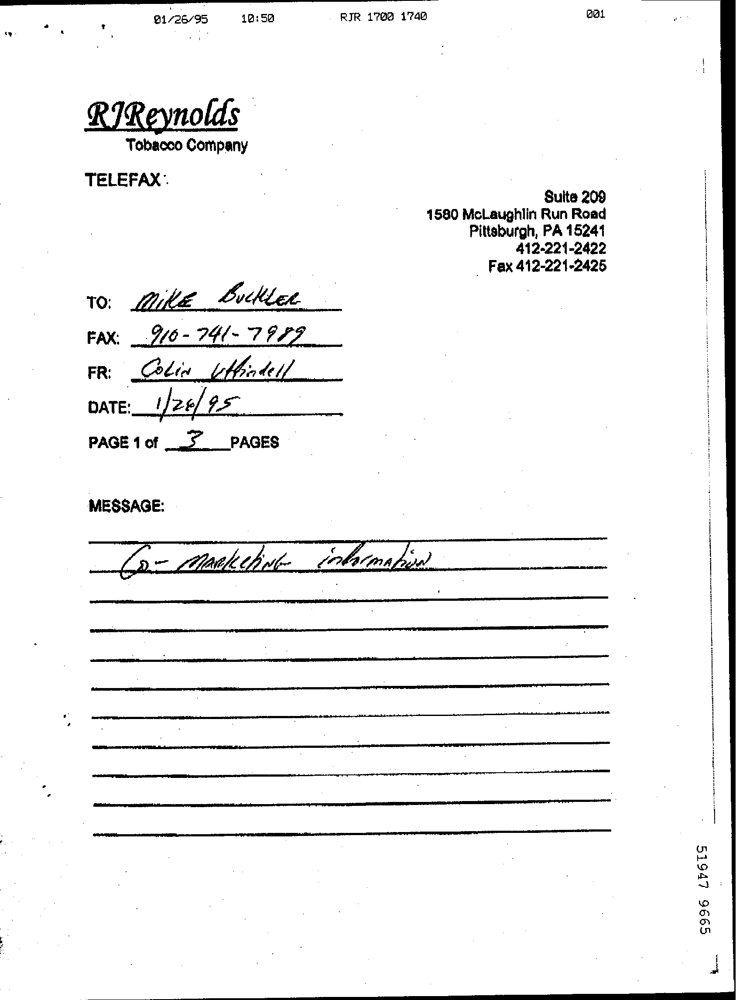 01/26/95 10:50 RJR 1700 1740 001
RJReynolds
Tobacco Company
TELEFAX:
Suite 209
1580 McLaughlin Run Road
Pittsburgh, PA 15241
412-221-2422
Fax 412-221-2425
TO: MIKE BUCKLER
FAX: 910-741-7989
FR: Colin
DATE: 1/26/95
PAGE 1 of 3 PAGES
MESSAGE:
Co-Marketing information
51947 9665